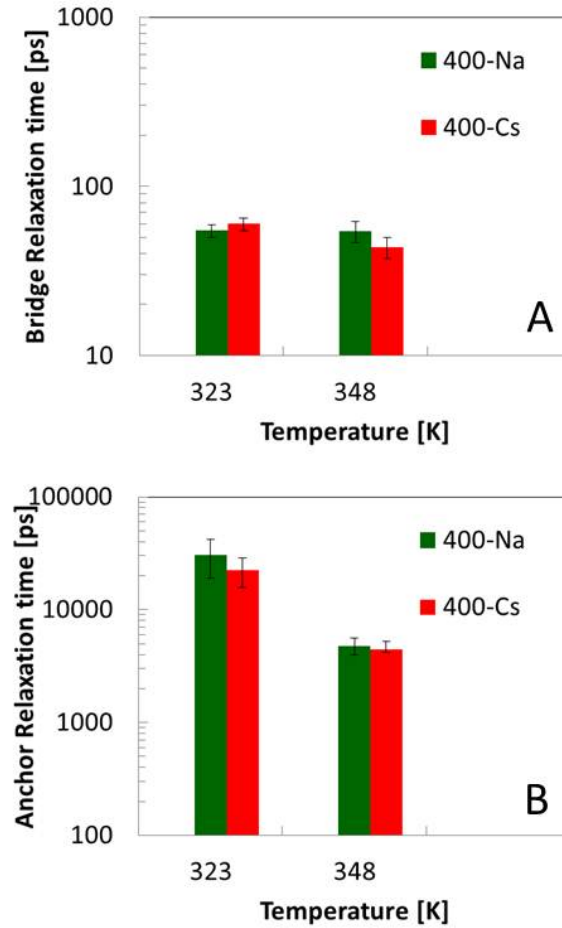 1000
100
10
Bridge Relaxation time [ps]
400-Na
400-Cs
A
323 348
Temperature [K]
100000
10000
1000
100
Anchor Relaxation time [ps]
400-Na
400-Cs
B
323 348
Temperature [K]